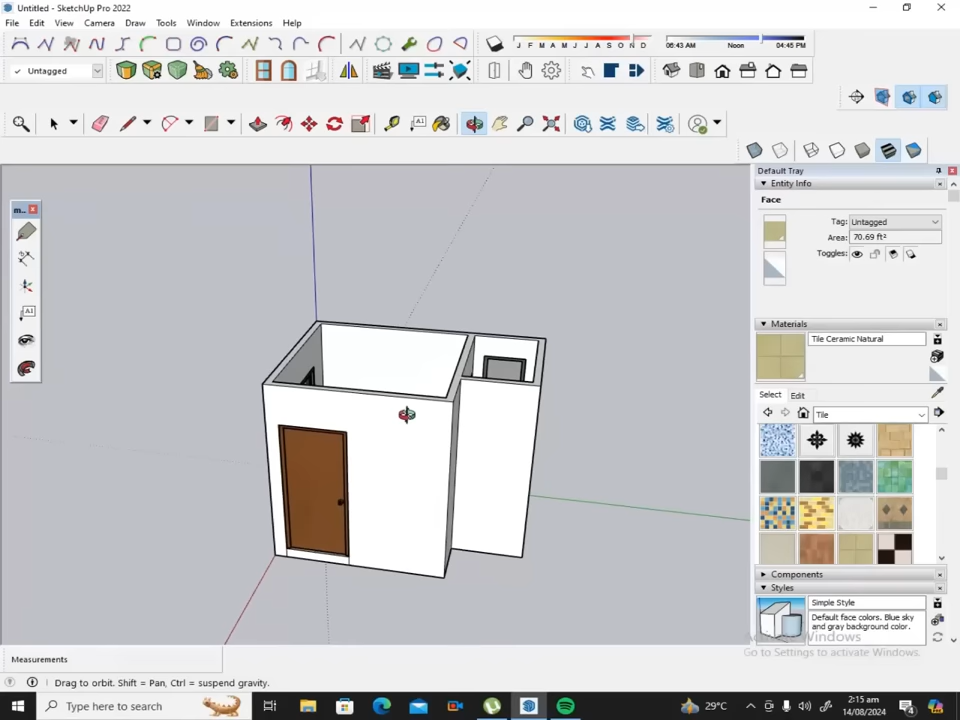 Untitled - SketchUp Pro 2022
File Edit View Camera Draw Tools Window Extensions Help
J F M A M J J A S O N D
06:43 AM Noon 04:45 PM
Untagged
A1
m...
A1
Default Tray
Entity Info
Face
Tag: Untagged
Area: 70.69 ft²
Toggles:
Materials
Tile Ceramic Natural
Select Edit
Tile
Components
Styles
Simple Style
Default face colors. Blue sky
and gray background color.
Activate Windows
Go to Settings to activate Windows.
Measurements
Drag to orbit. Shift = Pan, Ctrl = suspend gravity.
Type here to search
29°C
2:15 am
14/08/2024
4